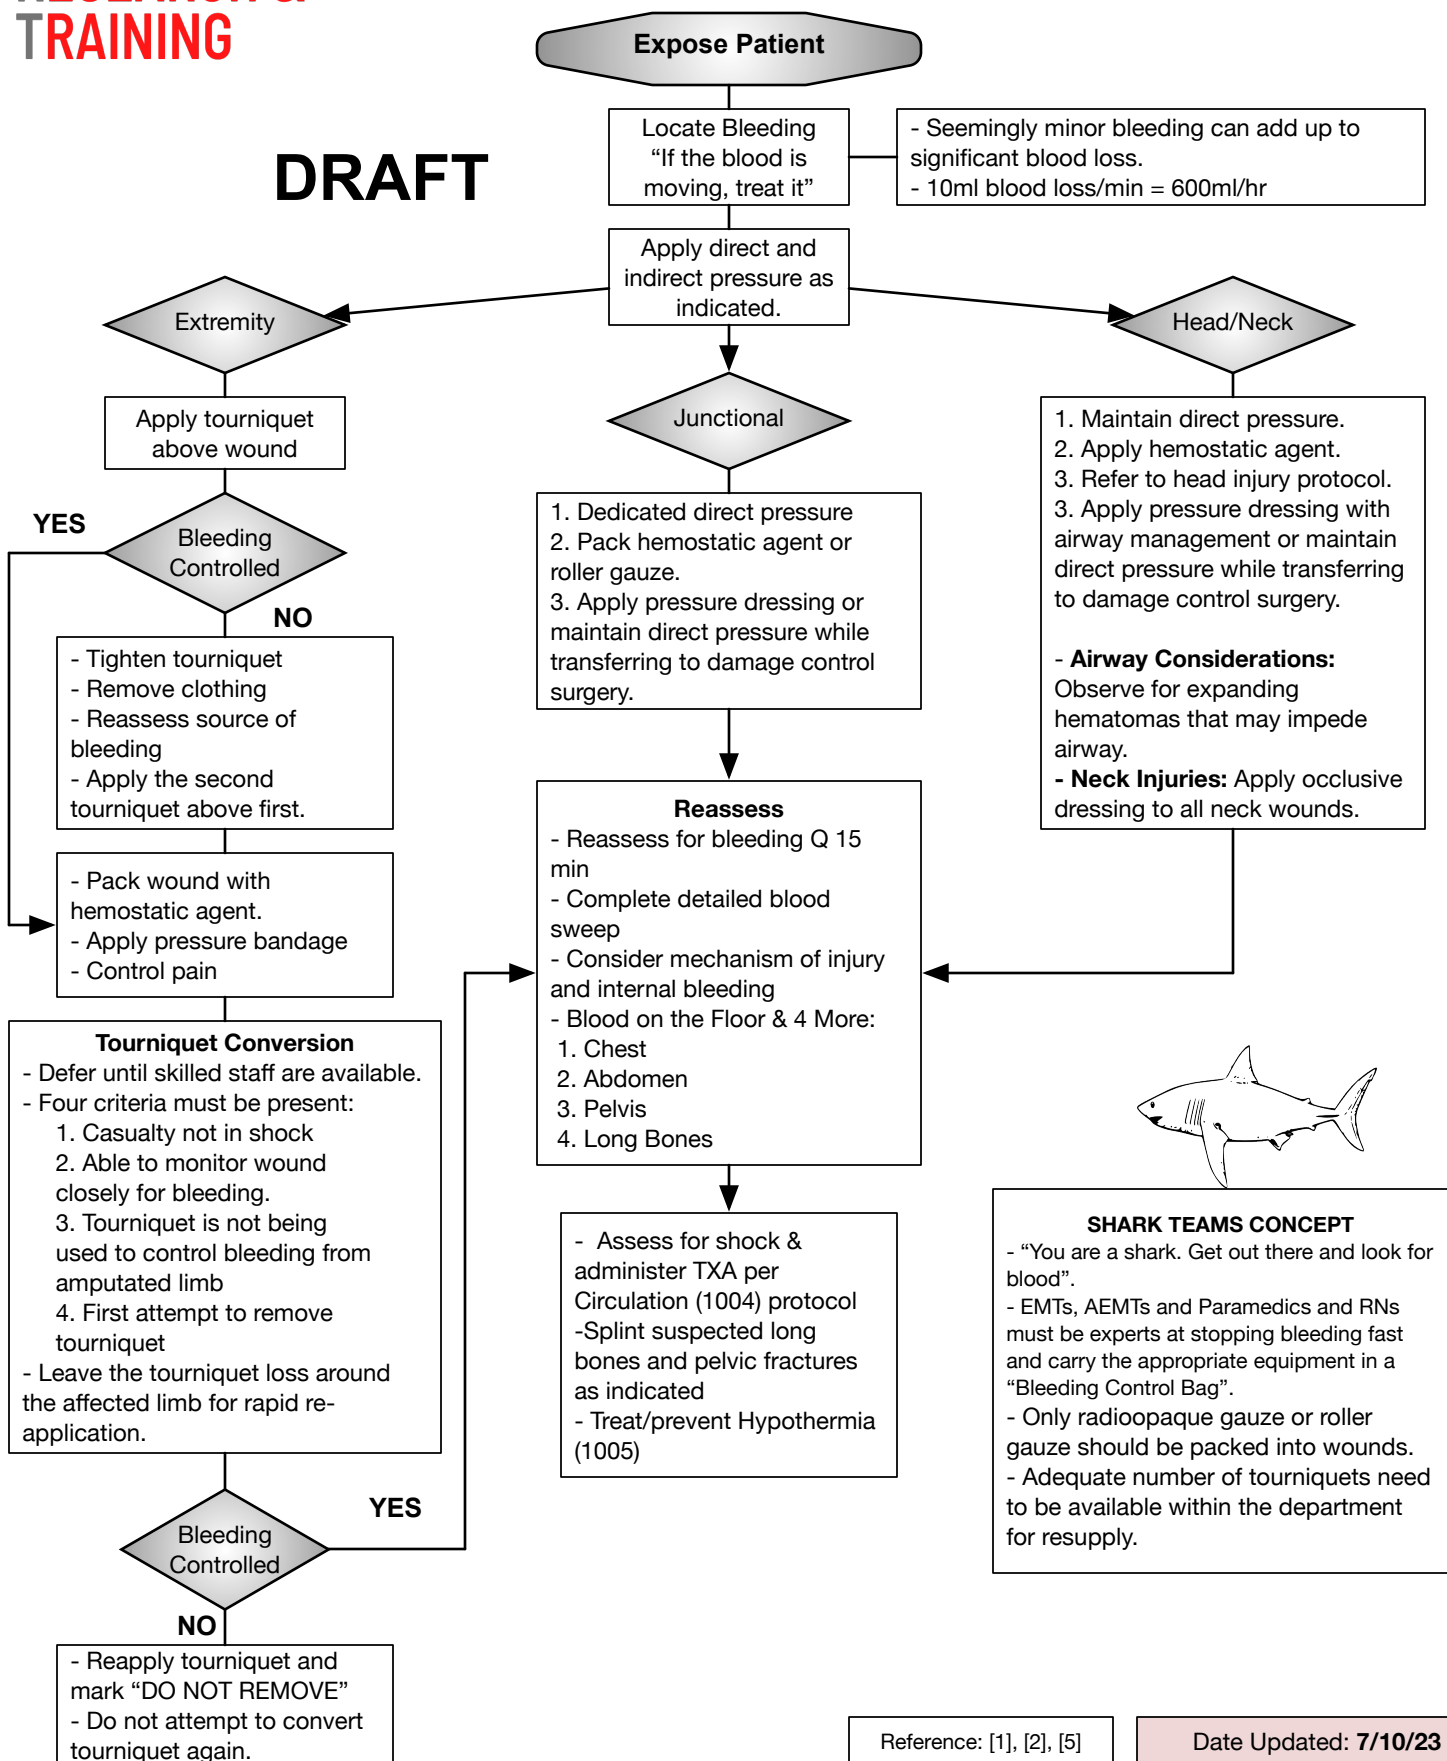 TRAINING
Expose Patient
DRAFT
Locate Bleeding
“If the blood is
moving, treat it”
- Seemingly minor bleeding can add up to
significant blood loss.
- 10ml blood loss/min = 600ml/hr
Apply direct and
indirect pressure as
indicated.
Extremity
Junctional
Head/Neck
Apply tourniquet
above wound
YES
Bleeding
Controlled
NO
- Tighten tourniquet
- Remove clothing
- Reassess source of
bleeding
- Apply the second
tourniquet above first.
- Pack wound with
hemostatic agent.
- Apply pressure bandage
- Control pain
Tourniquet Conversion
- Defer until skilled staff are available.
- Four criteria must be present:
1. Casualty not in shock
2. Able to monitor wound
closely for bleeding.
3. Tourniquet is not being
used to control bleeding from
amputated limb
4. First attempt to remove
tourniquet
- Leave the tourniquet loss around
the affected limb for rapid re-
application.
Bleeding
Controlled
YES
NO
- Reapply tourniquet and
mark “DO NOT REMOVE”
- Do not attempt to convert
tourniquet again.
1. Dedicated direct pressure
2. Pack hemostatic agent or
roller gauze.
3. Apply pressure dressing or
maintain direct pressure while
transferring to damage control
surgery.
Reassess
- Reassess for bleeding Q 15
min
- Complete detailed blood
sweep
- Consider mechanism of injury
and internal bleeding
- Blood on the Floor & 4 More:
1. Chest
2. Abdomen
3. Pelvis
4. Long Bones
- Assess for shock &
administer TXA per
Circulation (1004) protocol
-Splint suspected long
bones and pelvic fractures
as indicated
- Treat/prevent Hypothermia
(1005)
1. Maintain direct pressure.
2. Apply hemostatic agent.
3. Refer to head injury protocol.
3. Apply pressure dressing with
airway management or maintain
direct pressure while transferring
to damage control surgery.
- Airway Considerations:
Observe for expanding
hematomas that may impede
airway.
- Neck Injuries: Apply occlusive
dressing to all neck wounds.
SHARK TEAMS CONCEPT
- “You are a shark. Get out there and look for
blood”.
- EMTs, AEMTs and Paramedics and RNs
must be experts at stopping bleeding fast
and carry the appropriate equipment in a
“Bleeding Control Bag”.
- Only radioopaque gauze or roller
gauze should be packed into wounds.
- Adequate number of tourniquets need
to be available within the department
for resupply.
Reference: [1], [2], [5]
Date Updated: 7/10/23